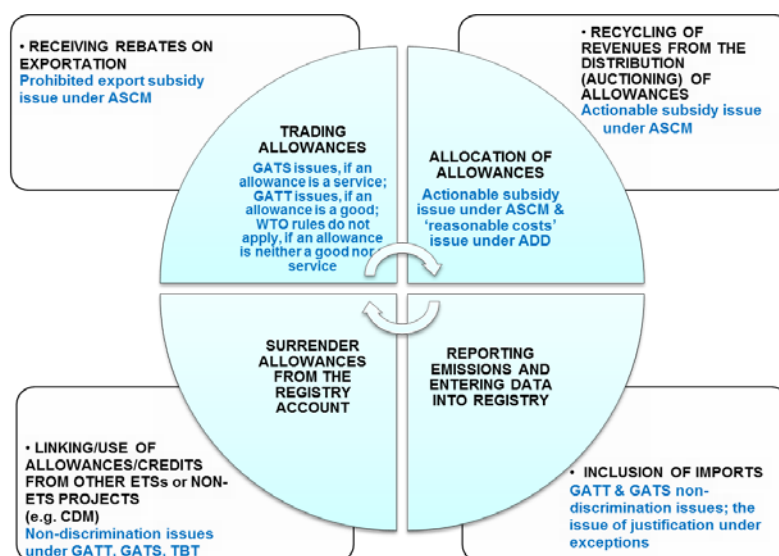 • RECEIVING REBATES ON
EXPORTATION
Prohibited export subsidy
issue under ASCM
• RECYCLING OF
REVENUES FROM THE
DISTRIBUTION
(AUCTIONING) OF
ALLOWANCES
Actionable subsidy issue
under ASCM
TRADING
ALLOWANCES
GATS issues, if an
allowance is a service;
GATT issues, if an
allowance is a good;
WTO rules do not
apply, if an allowance
is neither a good nor
service
ALLOCATION OF
ALLOWANCES
Actionable subsidy
issue under ASCM &
‘reasonable costs’
issue under ADD
SURRENDER
ALLOWANCES
FROM THE
REGISTRY
ACCOUNT
REPORTING
EMISSIONS AND
ENTERING DATA
INTO REGISTRY
• LINKING/USE OF
ALLOWANCES/CREDITS
FROM OTHER ETSs or NON-
ETS PROJECTS
(e.g. CDM)
Non-discrimination issues
under GATT, GATS, TBT
• INCLUSION OF IMPORTS
GATT & GATS non-
discrimination issues; the
issue of justification under
exceptions